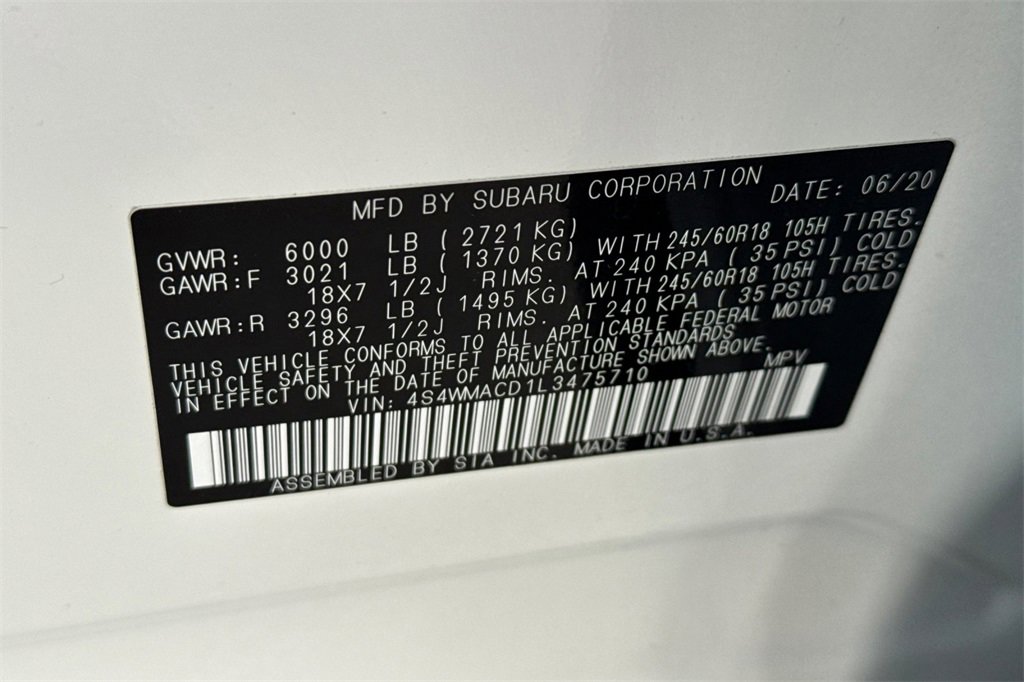 MFD BY SUBARU CORPORATION DATE: 06/20
GVWR: 6000 LB ( 2721 KG)
GAWR:F 3021 LB ( 1370 KG) WITH 245/60R18 105H TIRES.
18X7 1/2J RIMS. AT 240 KPA ( 35 PSI) COLD
GAWR:R 3296 LB ( 1495 KG) WITH 245/60R18 105H TIRES.
18X7 1/2J RIMS. AT 240 KPA ( 35 PSI) COLD
THIS VEHICLE CONFORMS TO ALL APPLICABLE FEDERAL MOTOR
VEHICLE SAFETY AND THEFT PREVENTION STANDARDS
IN EFFECT ON THE DATE OF MANUFACTURE SHOWN ABOVE.
VIN: 4S4WMACD1L3475710 MPV
ASSEMBLED BY SIA INC. MADE IN U.S.A.